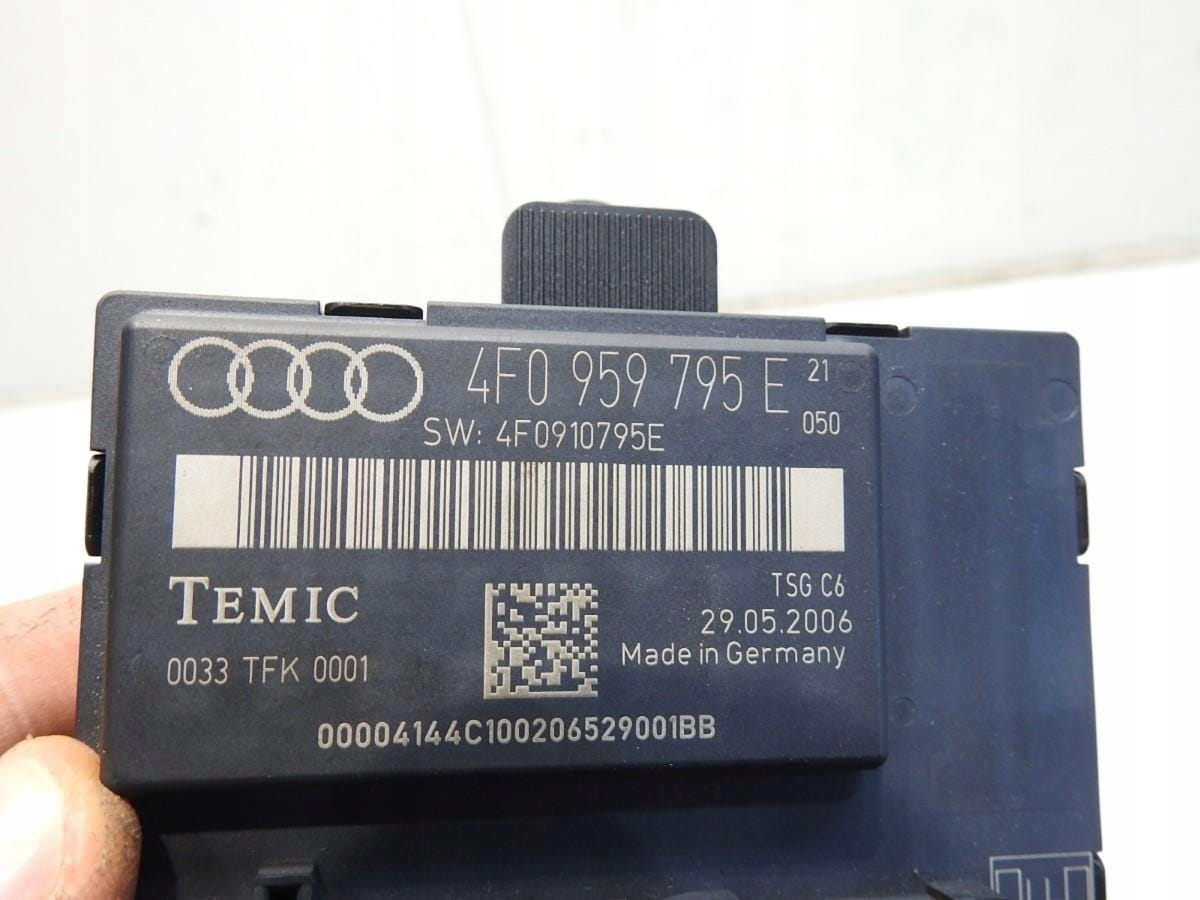 4F0 959 795 E 21
050
SW: 4F0910795E
TEMIC
TSG C6
29.05.2006
Made in Germany
0033 TFK 0001
00004144C100206529001BB